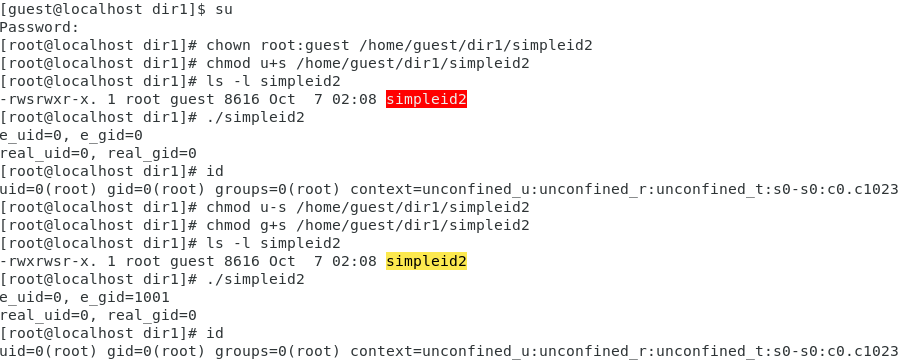 [guest@localhost dir1]$ su
Password:
[root@localhost dir1]# chown root:guest /home/guest/dir1/simpleid2
[root@localhost dir1]# chmod u+s /home/guest/dir1/simpleid2
[root@localhost dir1]# ls -l simpleid2
-rwsrwxr-x. 1 root guest 8616 Oct  7 02:08 simpleid2
[root@localhost dir1]# ./simpleid2
e_uid=0, e_gid=0
real_uid=0, real_gid=0
[root@localhost dir1]# id
uid=0(root) gid=0(root) groups=0(root) context=unconfined_u:unconfined_r:unconfined_t:s0-s0:c0.c1023
[root@localhost dir1]# chmod u-s /home/guest/dir1/simpleid2
[root@localhost dir1]# chmod g+s /home/guest/dir1/simpleid2
[root@localhost dir1]# ls -l simpleid2
-rwxrwsr-x. 1 root guest 8616 Oct  7 02:08 simpleid2
[root@localhost dir1]# ./simpleid2
e_uid=0, e_gid=1001
real_uid=0, real_gid=0
[root@localhost dir1]# id
uid=0(root) gid=0(root) groups=0(root) context=unconfined_u:unconfined_r:unconfined_t:s0-s0:c0.c1023